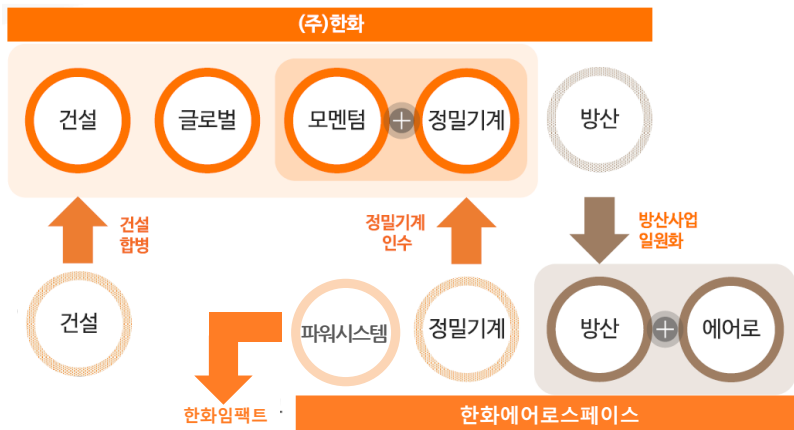 (주)한화
건설
글로벌
모멘텀
정밀기계
방산
건설
합병
정밀기계
인수
방산사업
일원화
건설
파워시스템
정밀기계
방산
에어로
한화임팩트
한화에어로스페이스